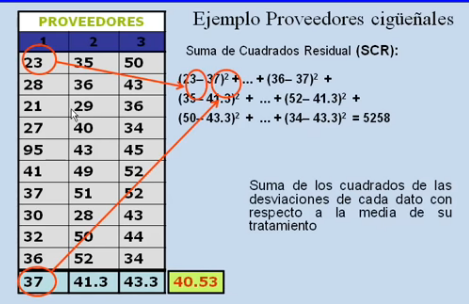 PROVEEDORES
1 2 3
23 35 50
28 36 43
21 29 36
27 40 34
95 43 45
41 49 52
37 51 52
30 28 43
32 50 44
36 52 34
37 41.3 43.3 40.53
Ejemplo Proveedores cigüeñales
Suma de Cuadrados Residual (SCR):
(23– 37)² + ... + (36– 37)² +
(35– 41.3)² + ... + (52– 41.3)² +
(50– 43.3)² + ... + (34– 43.3)² = 5258
Suma de los cuadrados de las
desviaciones de cada dato con
respecto a la media de su
tratamiento